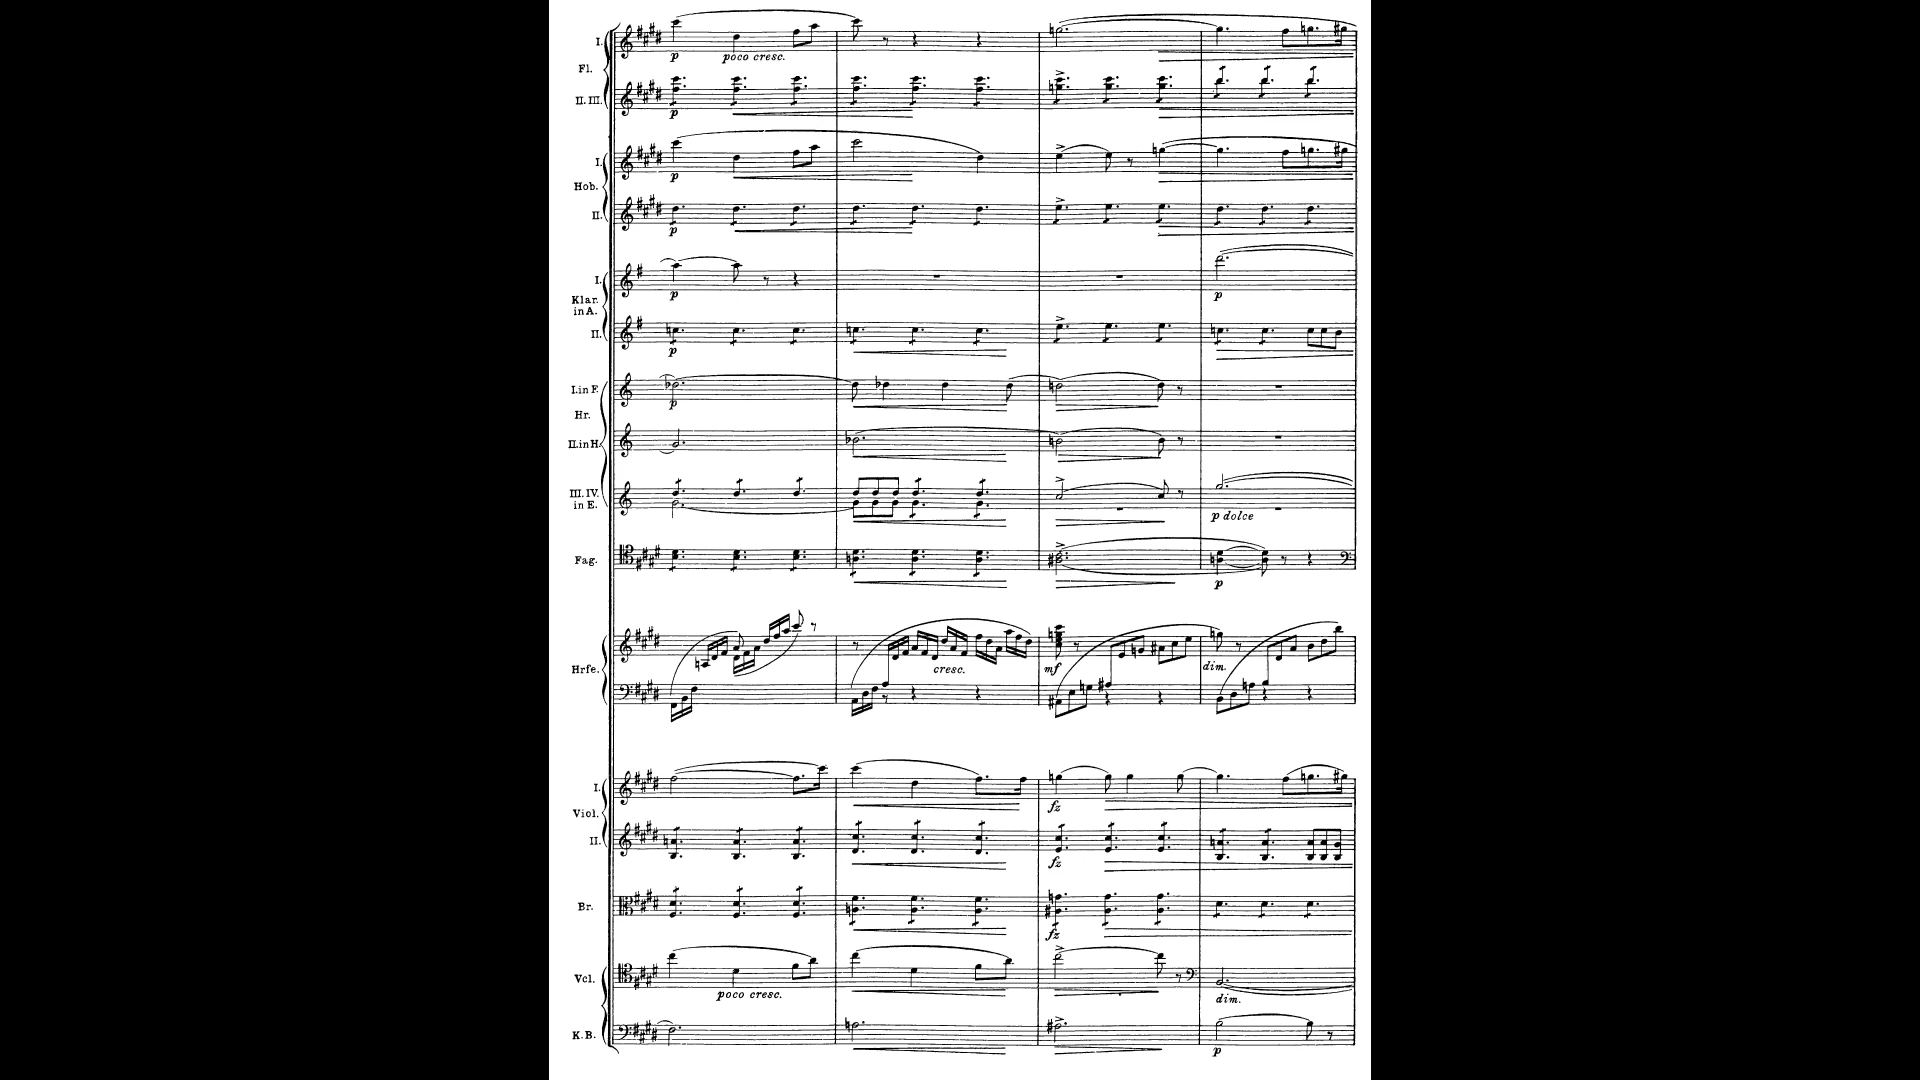 I.
p poco cresc.
Fl.
II. III.
p
I.
p
Hob.
II.
p
I.
p
Klar.
in A.
II.
p
I. in F.
p
Hr.
II. in H.
III. IV.
in E.
p dolce
Fag.
p
Hrfe.
cresc. mf dim.
I.
fz
Viol.
II.
fz
Br.
fz
Vcl.
poco cresc. dim.
K.B.
p